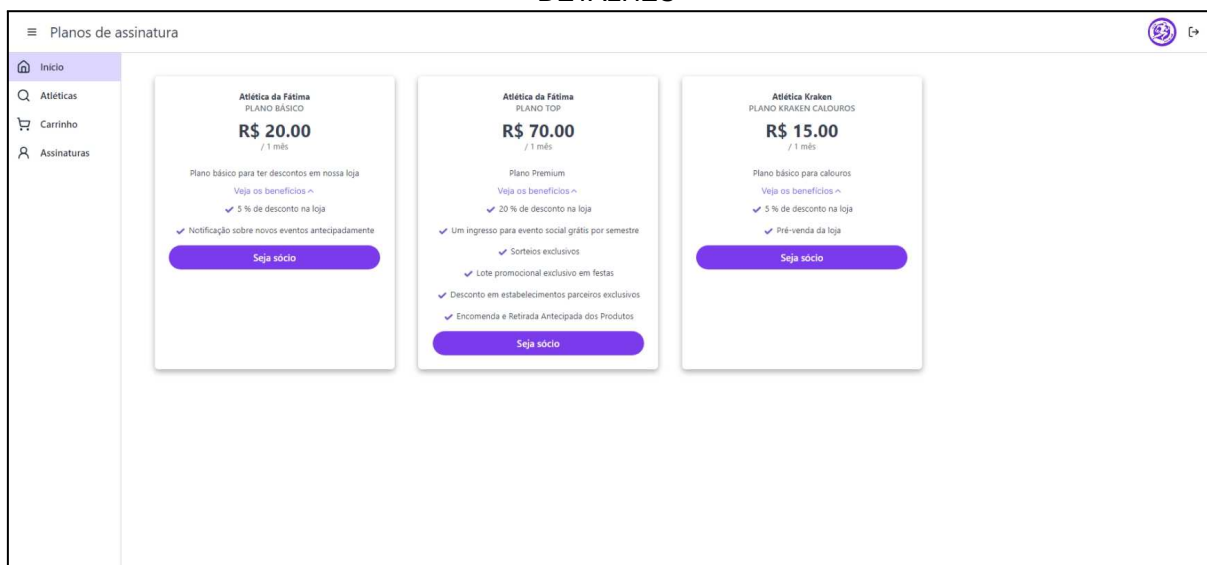 DETALHES
Planos de assinatura
Início
Atléticas
Carrinho
Assinaturas
Atlética da Fátima
PLANO BÁSICO
R$ 20.00
/ 1 mês
Plano básico para ter descontos em nossa loja
Veja os benefícios
5 % de desconto na loja
Notificação sobre novos eventos antecipadamente
Seja sócio
Atlética da Fátima
PLANO TOP
R$ 70.00
/ 1 mês
Plano Premium
Veja os benefícios
20 % de desconto na loja
Um ingresso para evento social grátis por semestre
Sorteios exclusivos
Lote promocional exclusivo em festas
Desconto em estabelecimentos parceiros exclusivos
Encomenda e Retirada Antecipada dos Produtos
Seja sócio
Atlética Kraken
PLANO KRAKEN CALOUROS
R$ 15.00
/ 1 mês
Plano básico para calouros
Veja os benefícios
5 % de desconto na loja
Pré-venda da loja
Seja sócio